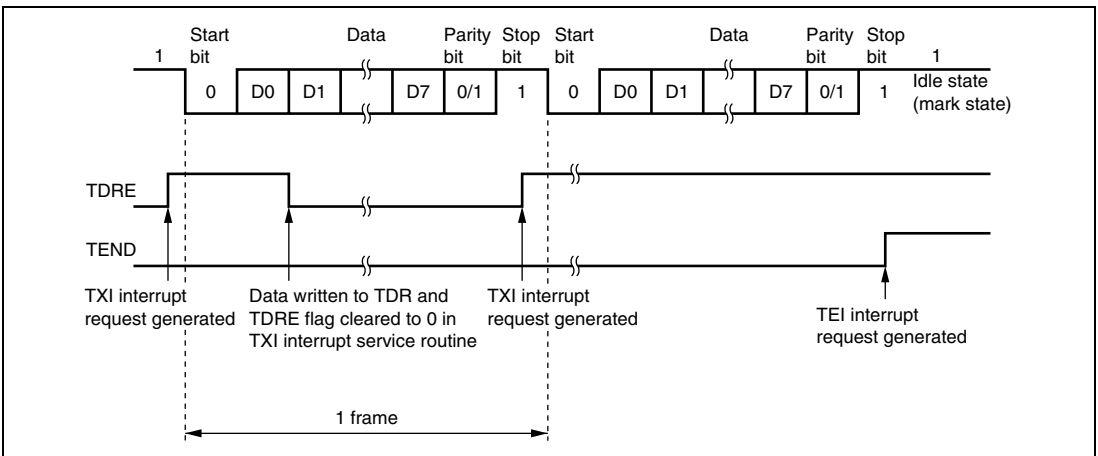 Start bit Data Parity bit Stop bit Start bit Data Parity bit Stop bit
1 0 D0 D1 D7 0/1 1 0 D0 D1 D7 0/1 1 1
Idle state
(mark state)
TDRE
TEND
TXI interrupt
request generated
Data written to TDR and
TDRE flag cleared to 0 in
TXI interrupt service routine
TXI interrupt
request generated
TEI interrupt
request generated
1 frame